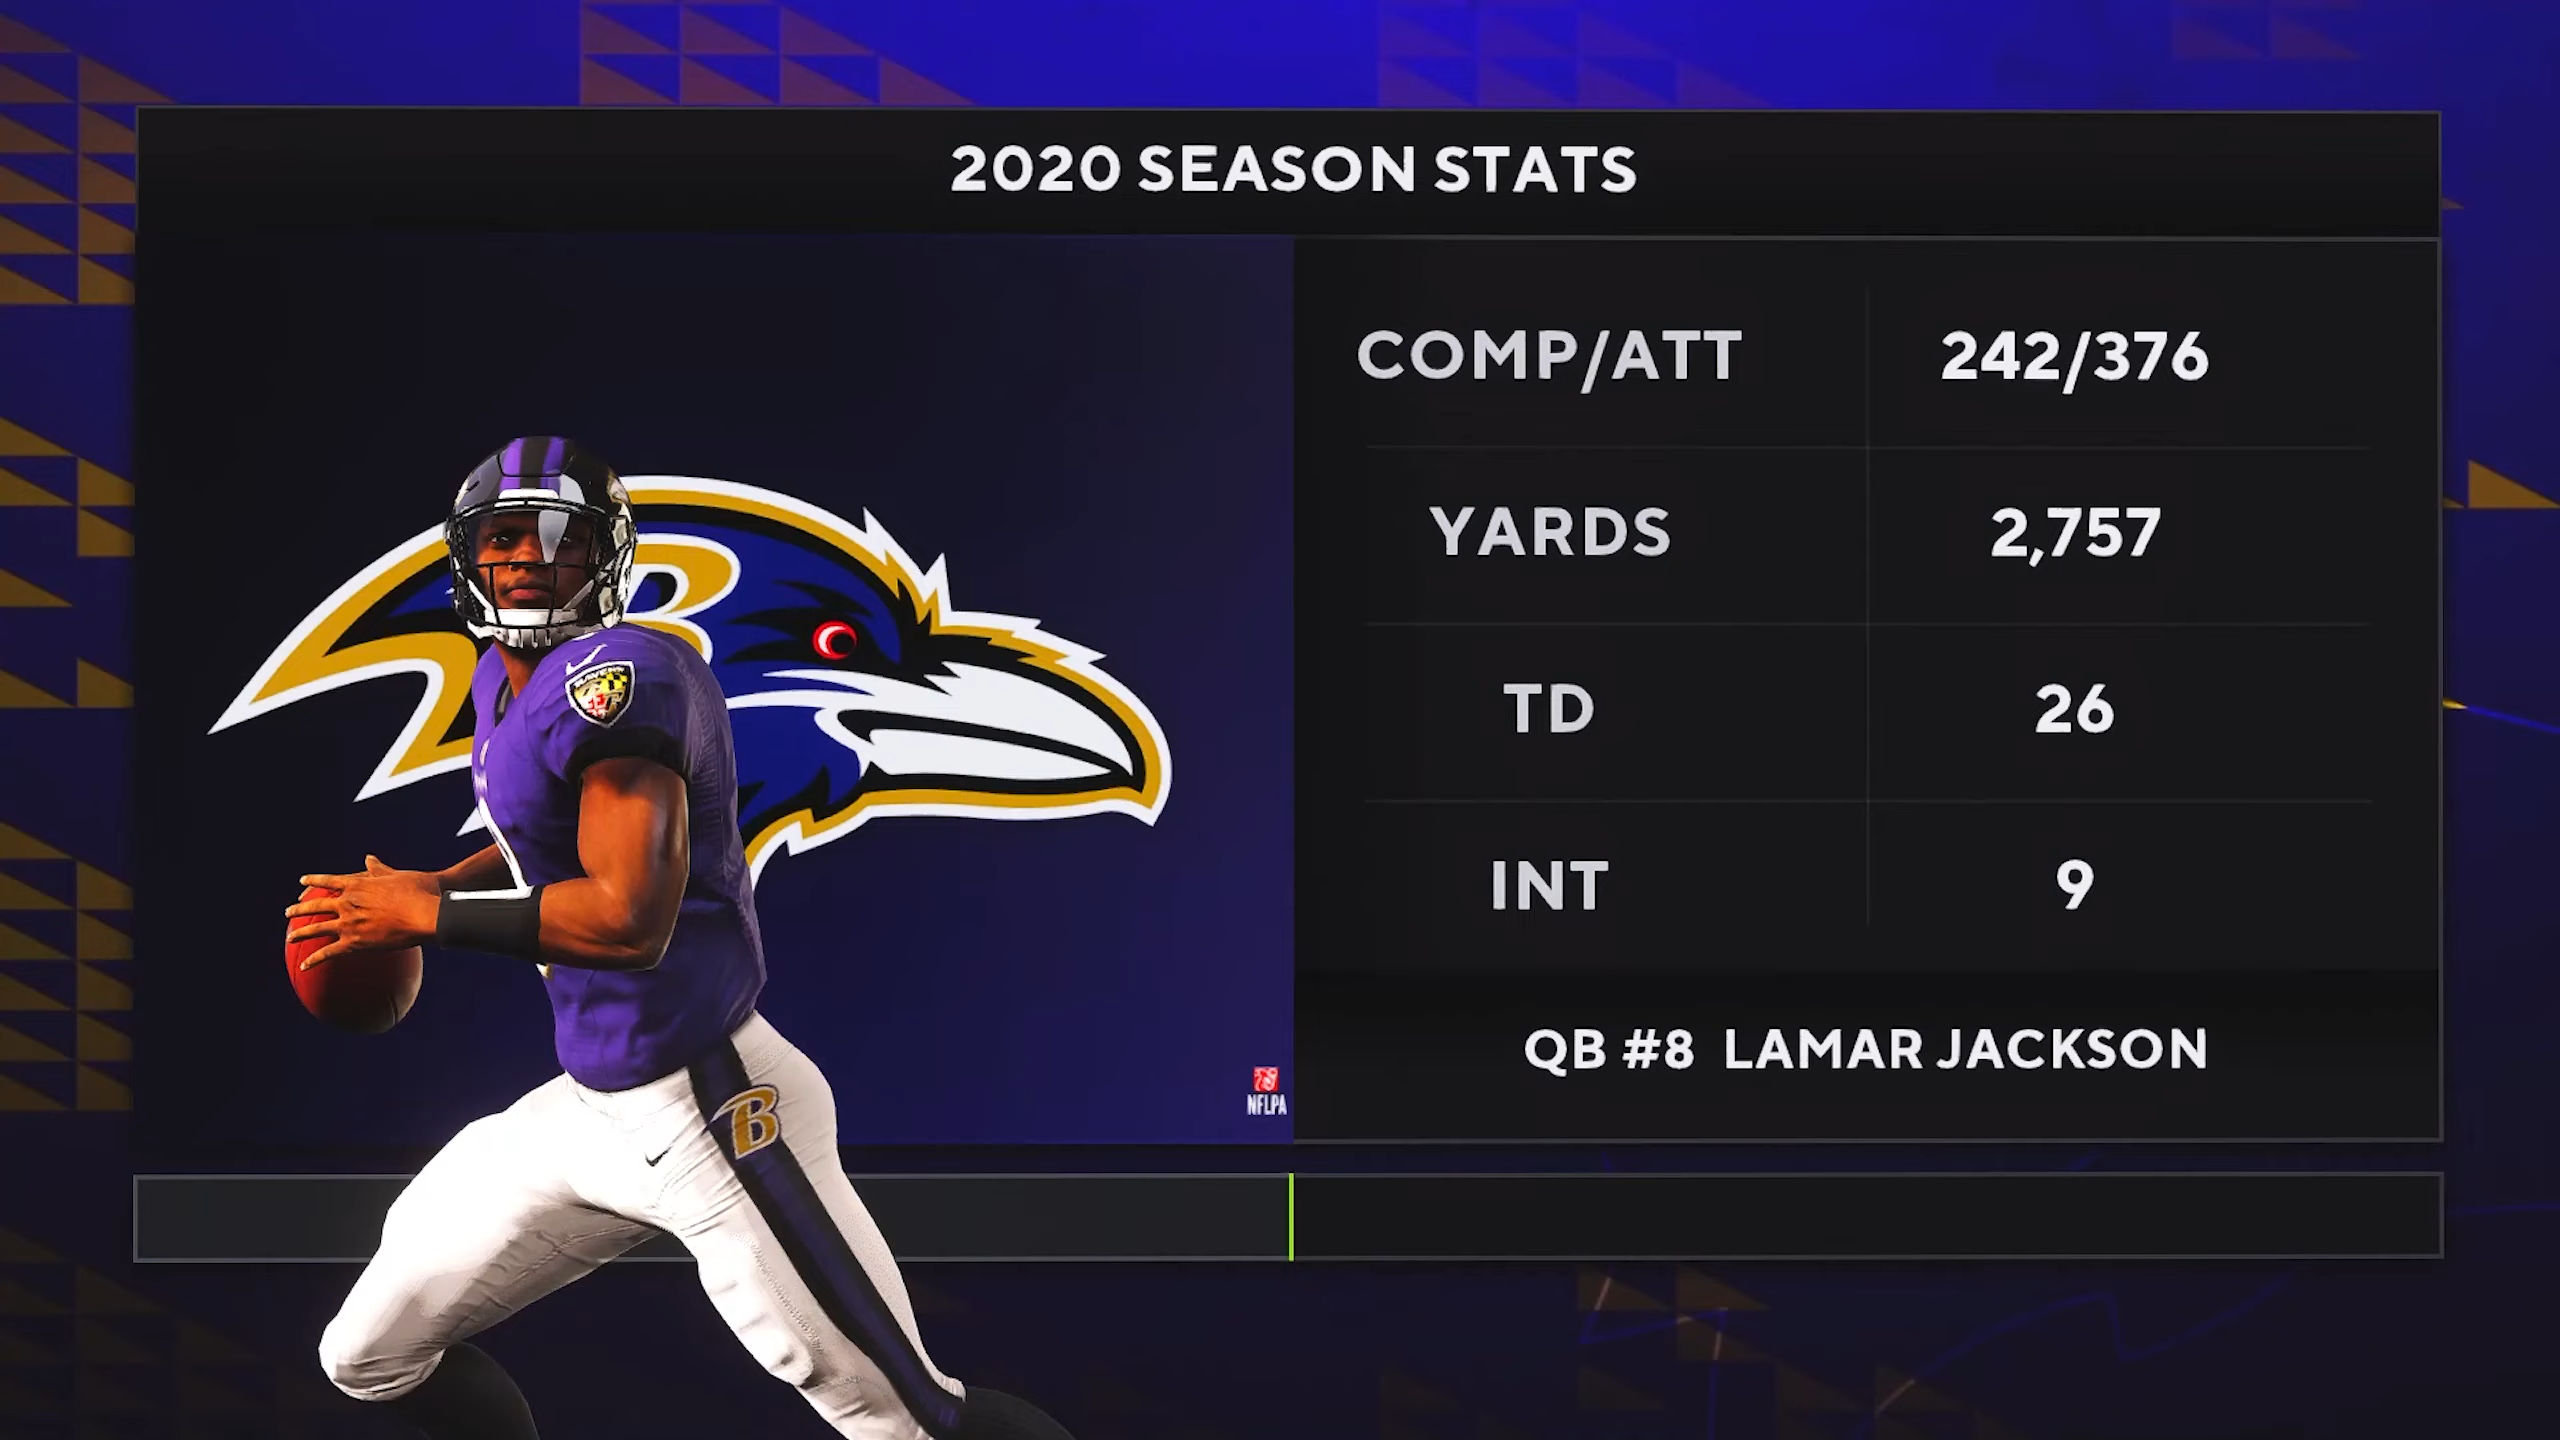 2020 SEASON STATS
COMP/ATT 242/376
YARDS 2,757
TD 26
INT 9
QB #8 LAMAR JACKSON
NFLPA
B
RAVENS
B